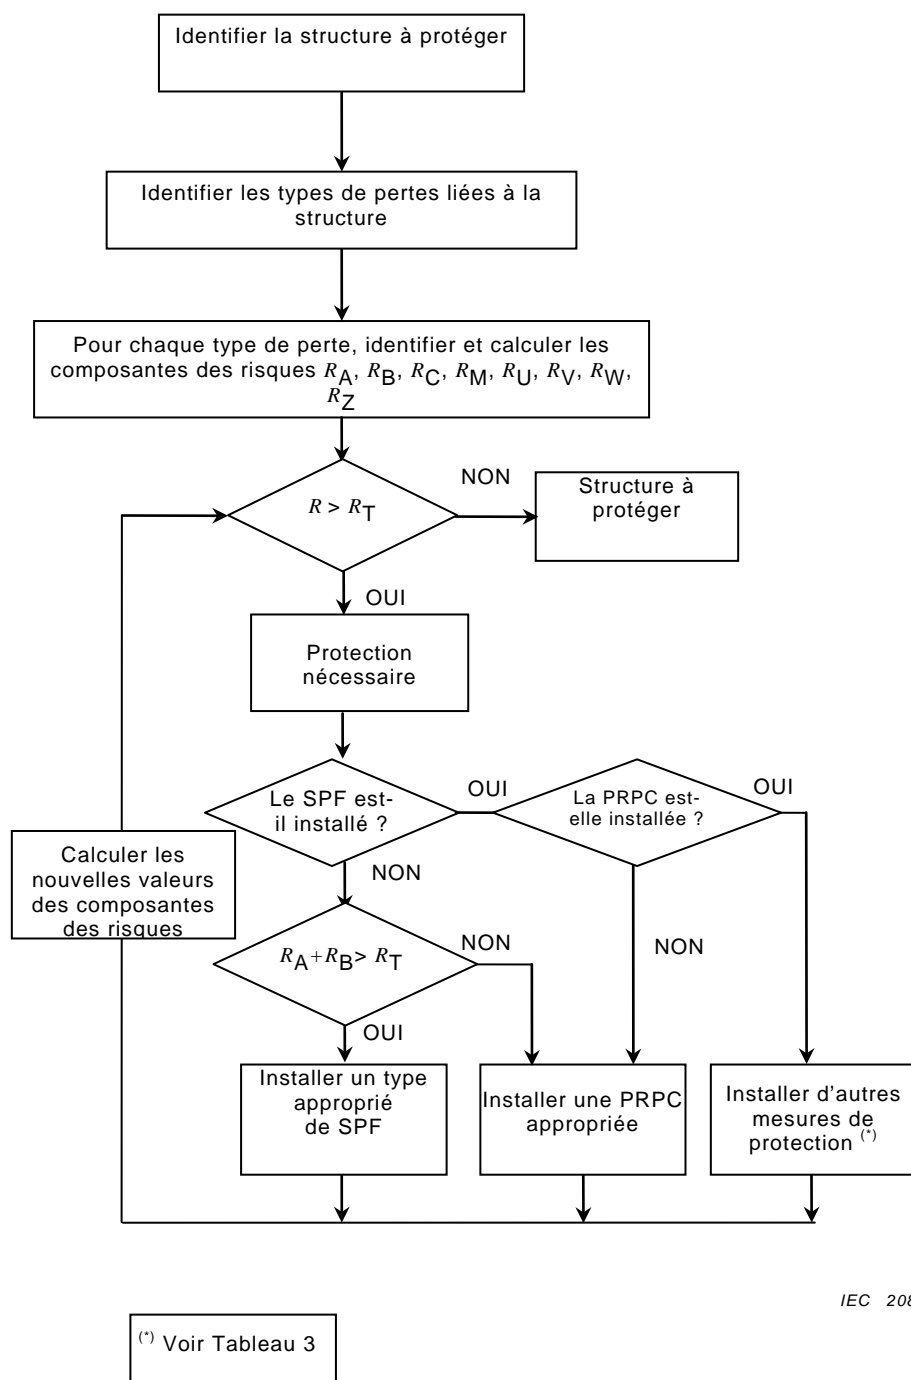 Identifier la structure à protéger
Identifier les types de pertes liées à la
structure
Pour chaque type de perte, identifier et calculer les
composantes des risques RA, RB, RC, RM, RU, RV, RW,
RZ
R > RT
NON
Structure à
protéger
OUI
Protection
nécessaire
Le SPF est-
il installé ?
OUI
La PRPC est-
elle installée ?
OUI
Calculer les
nouvelles valeurs
des composantes
des risques
NON
RA+RB> RT
NON
NON
OUI
Installer un type
approprié
de SPF
Installer une PRPC
appropriée
Installer d'autres
mesures de
protection (*)
IEC 208
(*) Voir Tableau 3